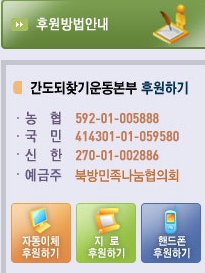 후원방법안내
간도되찾기운동본부 후원하기
· 농 협 592-01-005888
· 국 민 414301-01-059580
· 신 한 270-01-002886
· 예금주 북방민족나눔협의회
자동이체 후원하기
지 로 후원하기
핸드폰 후원하기